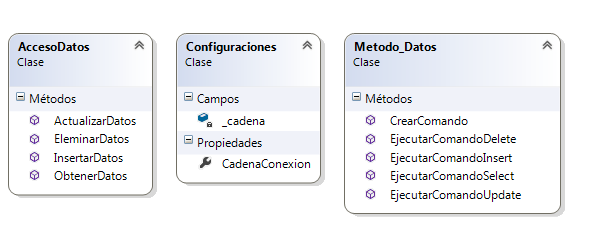 AccesoDatos
Clase
Métodos
ActualizarDatos
EleminarDatos
InsertarDatos
ObtenerDatos
Configuraciones
Clase
Campos
_cadena
Propiedades
CadenaConexion
Metodo_Datos
Clase
Métodos
CrearComando
EjecutarComandoDelete
EjecutarComandoInsert
EjecutarComandoSelect
EjecutarComandoUpdate